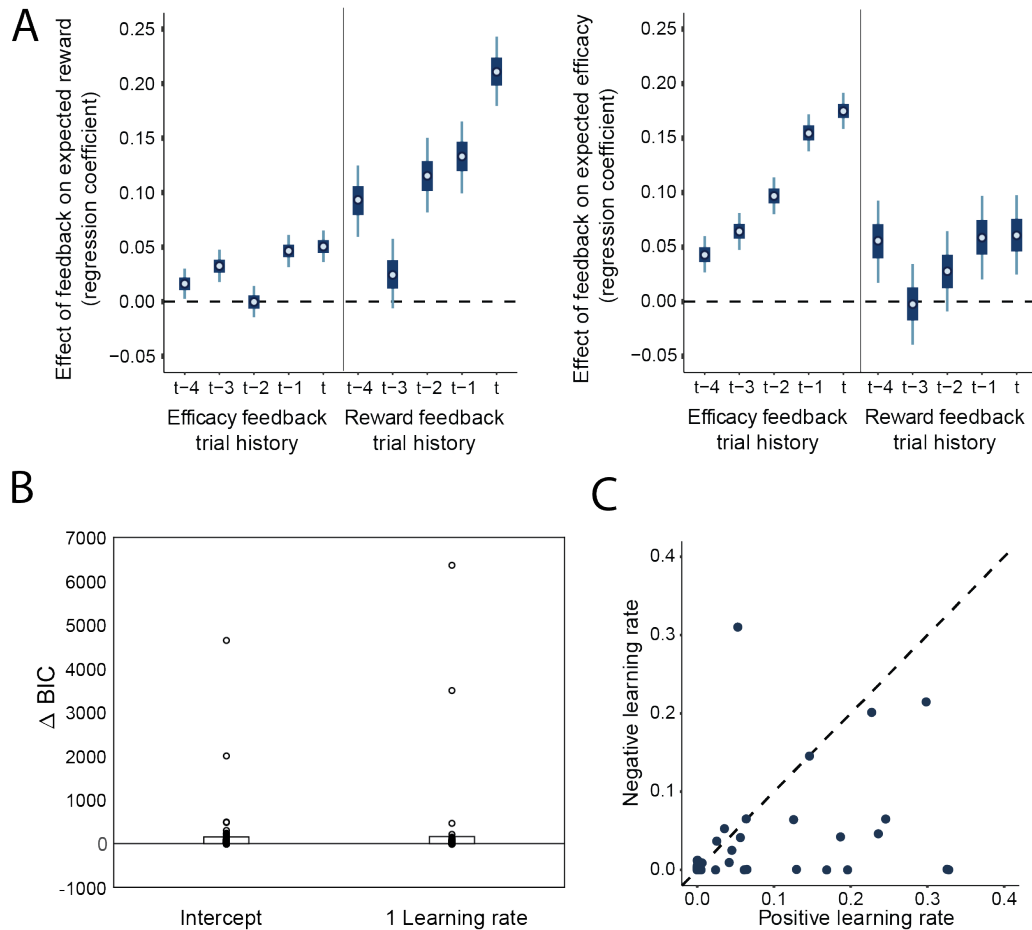 A
Effect of feedback on expected reward
(regression coefficient)
0.25
0.20
0.15
0.10
0.05
0.00
−0.05
t−4 t−3 t−2 t−1 t t−4 t−3 t−2 t−1 t
Efficacy feedback
trial history
Reward feedback
trial history
Effect of feedback on expected efficacy
(regression coefficient)
0.25
0.20
0.15
0.10
0.05
0.00
−0.05
t−4 t−3 t−2 t−1 t t−4 t−3 t−2 t−1 t
Efficacy feedback
trial history
Reward feedback
trial history
B
Δ BIC
7000
6000
5000
4000
3000
2000
1000
0
-1000
Intercept
1 Learning rate
C
Negative learning rate
0.4
0.3
0.2
0.1
0.0
0.0 0.1 0.2 0.3 0.4
Positive learning rate